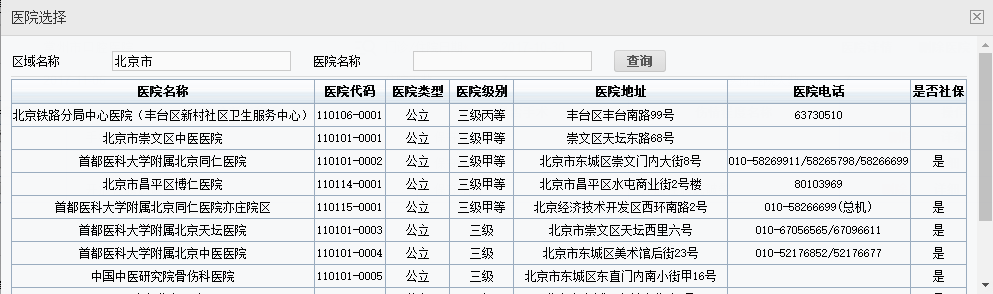 医院选择
区域名称 北京市 医院名称 查询
医院名称 医院代码 医院类型 医院级别 医院地址 医院电话 是否社保
北京铁路分局中心医院（丰台区新村社区卫生服务中心） 110106-0001 公立 三级丙等 丰台区丰台南路99号 63730510
北京市崇文区中医医院 110101-0001 公立 三级甲等 崇文区天坛东路68号
首都医科大学附属北京同仁医院 110101-0002 公立 三级甲等 北京市东城区崇文门内大街8号 010-58269911/58265798/58266699 是
北京市昌平区博仁医院 110114-0001 公立 三级甲等 北京市昌平区水屯商业街2号楼 80103969
首都医科大学附属北京同仁医院亦庄院区 110115-0001 公立 三级甲等 北京经济技术开发区西环南路2号 010-58266699(总机) 是
首都医科大学附属北京天坛医院 110101-0003 公立 三级 北京市崇文区天坛西里六号 010-67056565/67096611 是
首都医科大学附属北京中医医院 110101-0004 公立 三级 北京市东城区美术馆后街23号 010-52176852/52176677 是
中国中医研究院骨伤科医院 110101-0005 公立 三级 北京市东城区东直门内南小街甲16号 是